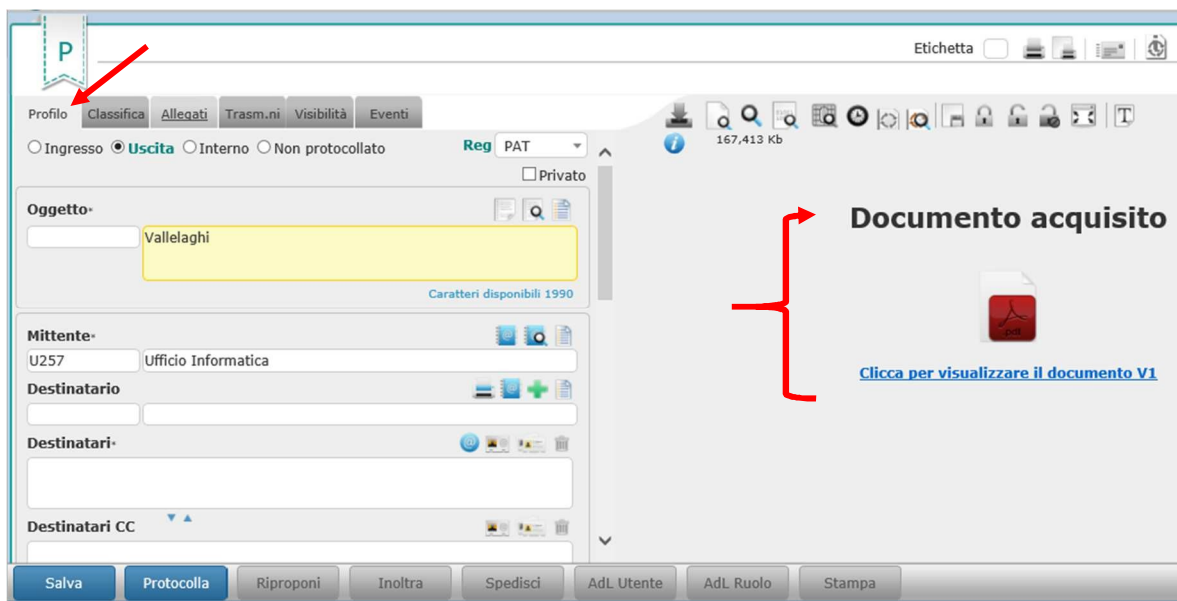 P
Etichetta
Profilo Classifica Allegati Trasm.ni Visibilità Eventi
167,413 Kb
Ingresso Uscita Interno Non protocollato Reg PAT
Privato
Oggetto*
Vallelaghi
Caratteri disponibili 1990
Mittente*
U257 Ufficio Informatica
Destinatario
Destinatari*
Destinatari CC
Documento acquisito
.pdf
Clicca per visualizzare il documento V1
Salva Protocolla Riproponi Inoltra Spedisci AdL Utente AdL Ruolo Stampa